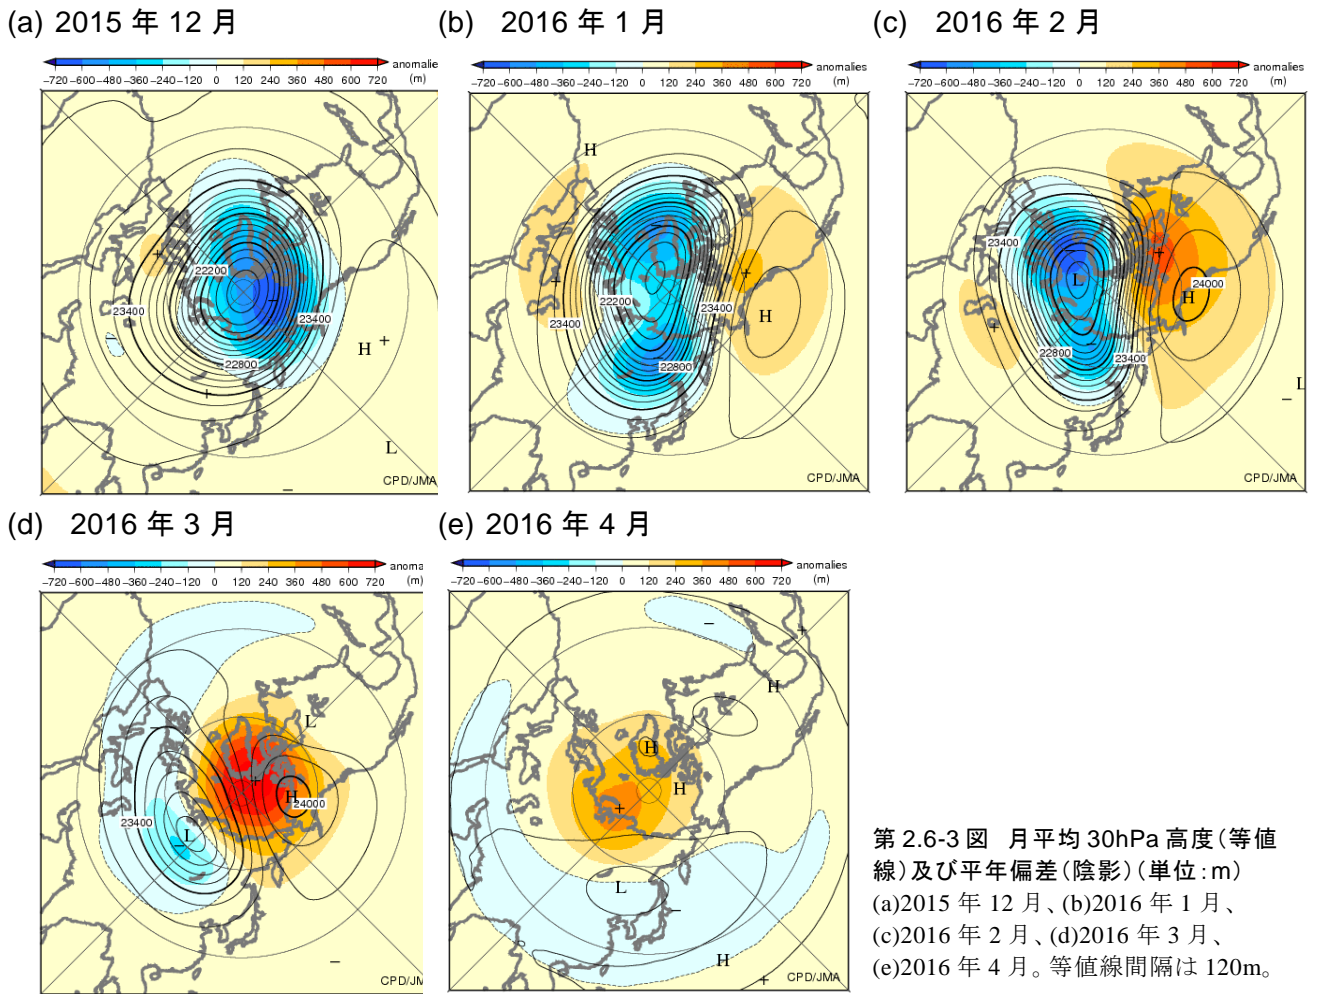 (a) 2015 年 12 月
(b) 2016 年 1 月
(c) 2016 年 2 月
−720 −600 −480 −360 −240 −120 0 120 240 360 480 600 720
anomalies
(m)
22200
23400
23400
22800
H
L
CPD/JMA
−720 −600 −480 −360 −240 −120 0 120 240 360 480 600 720
anomalies
(m)
H
22200
23400
23400
22800
H
CPD/JMA
−720 −600 −480 −360 −240 −120 0 120 240 360 480 600 720
anomalies
(m)
23400
L
24000
H
22800
23400
L
CPD/JMA
(d) 2016 年 3 月
(e) 2016 年 4 月
−720 −600 −480 −360 −240 −120 0 120 240 360 480 600 720
anoma
(m)
L
H
24000
23400
L
CPD/JM
−720 −600 −480 −360 −240 −120 0 120 240 360 480 600 720
anomalies
(m)
H
H
H
L
H
CPD/JMA
第 2.6-3 図 月平均 30hPa 高度（等値
線）及び平年偏差（陰影）（単位：m）
(a)2015 年 12 月、(b)2016 年 1 月、
(c)2016 年 2 月、(d)2016 年 3 月、
(e)2016 年 4 月。等値線間隔は 120m。